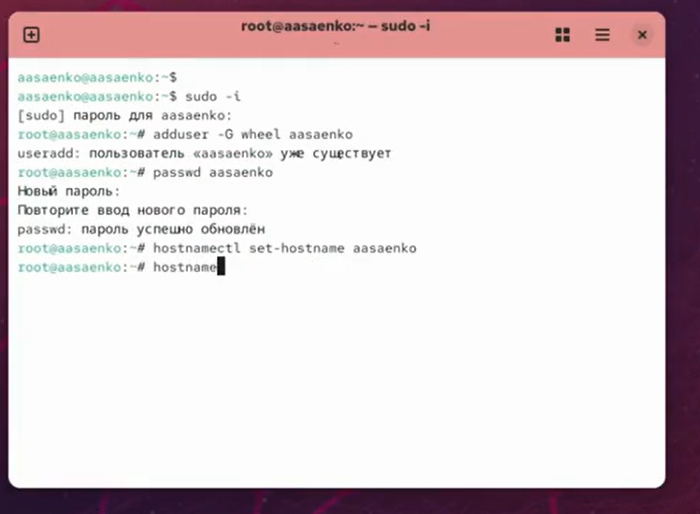 root@aasaenko:~ — sudo -i
~
aasaenko@aasaenko:~$
aasaenko@aasaenko:~$ sudo -i
[sudo] пароль для aasaenko:
root@aasaenko:~# adduser -G wheel aasaenko
useradd: пользователь «aasaenko» уже существует
root@aasaenko:~# passwd aasaenko
Новый пароль:
Повторите ввод нового пароля:
passwd: пароль успешно обновлён
root@aasaenko:~# hostnamectl set-hostname aasaenko
root@aasaenko:~# hostname